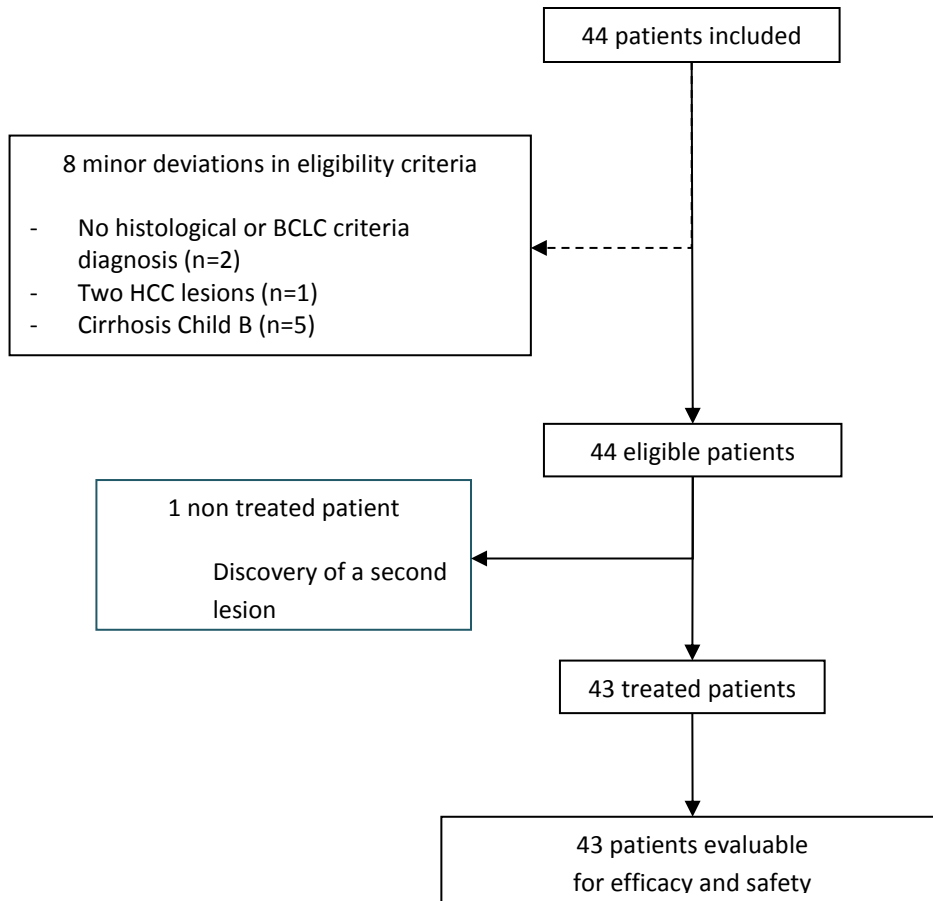 44 patients included
8 minor deviations in eligibility criteria
- No histological or BCLC criteria
diagnosis (n=2)
- Two HCC lesions (n=1)
- Cirrhosis Child B (n=5)
44 eligible patients
1 non treated patient
Discovery of a second
lesion
43 treated patients
43 patients evaluable
for efficacy and safety